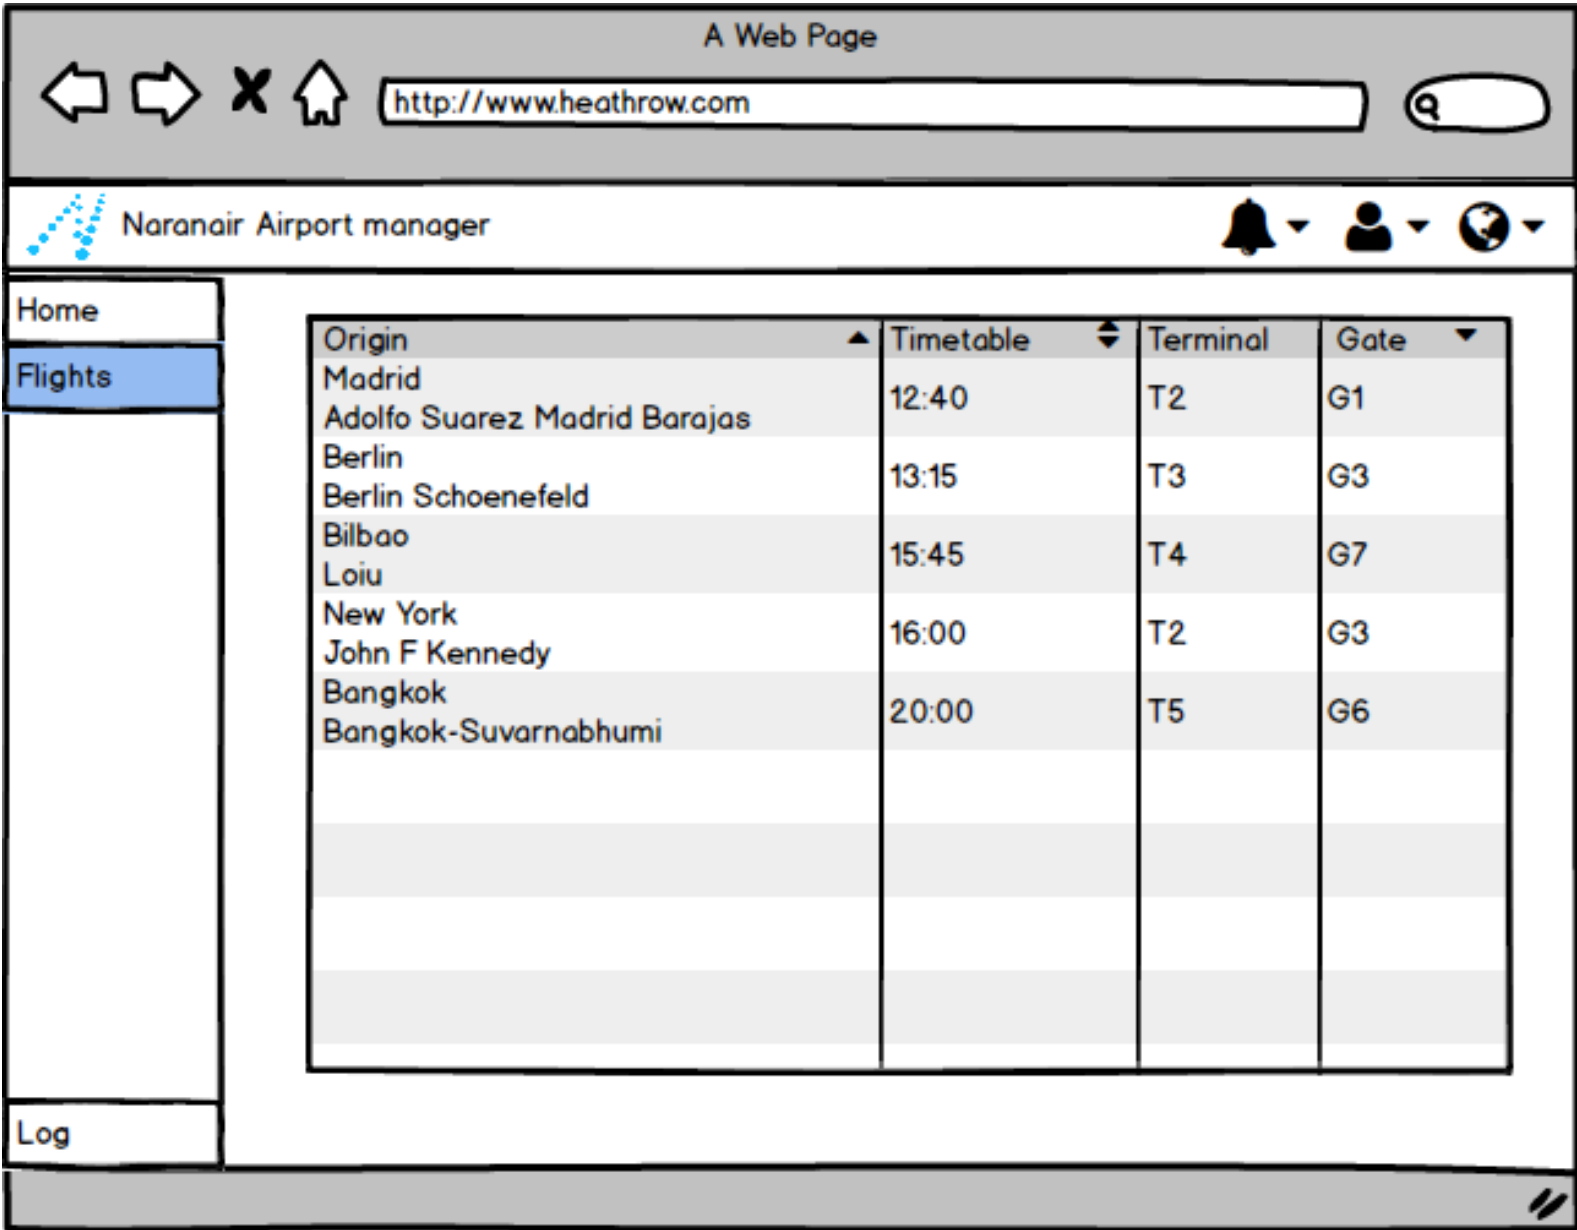 A Web Page
http://www.heathrow.com
Naranair Airport manager
Home
Flights
Log
Origin Timetable Terminal Gate
Madrid
Adolfo Suarez Madrid Barajas
12:40 T2 G1
Berlin
Berlin Schoenefeld
13:15 T3 G3
Bilbao
Loiu
15:45 T4 G7
New York
John F Kennedy
16:00 T2 G3
Bangkok
Bangkok-Suvarnabhumi
20:00 T5 G6